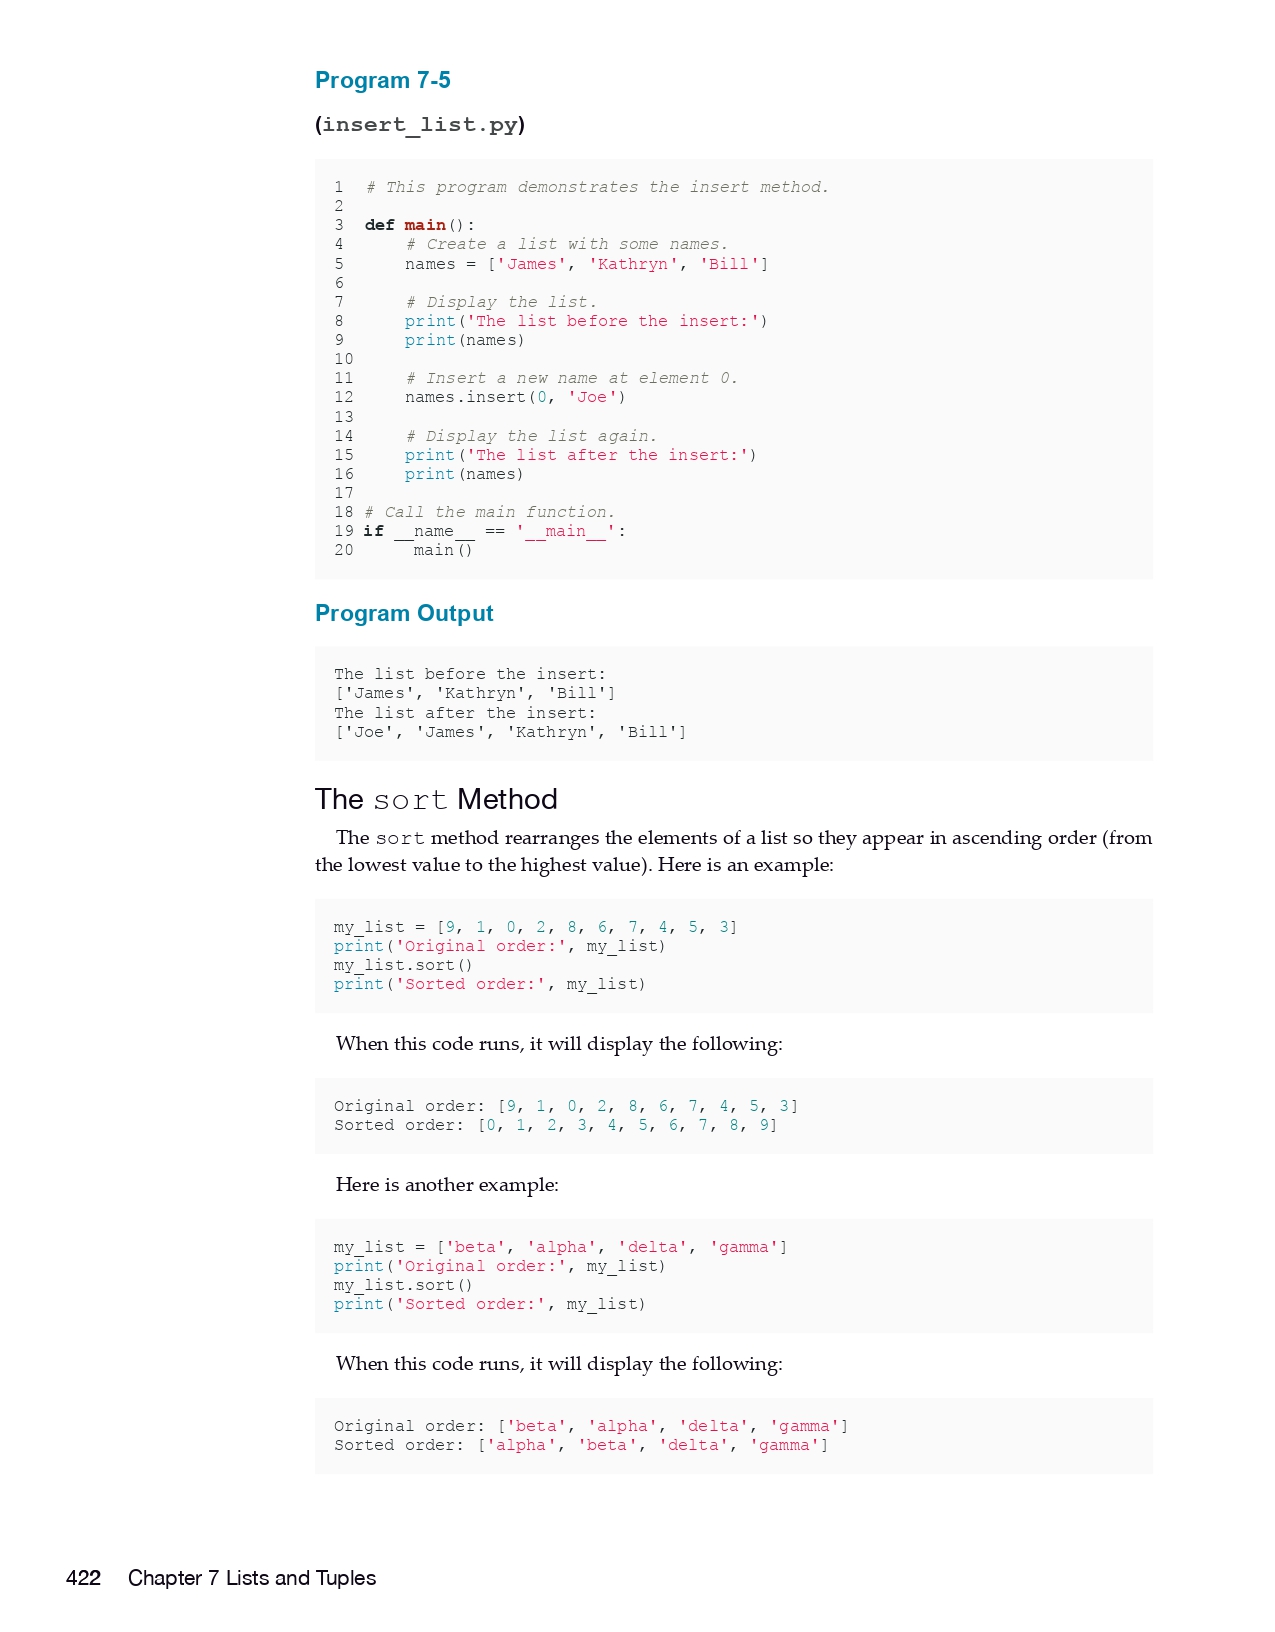 Program 7-5
(insert_list.py)
1 # This program demonstrates the insert method.
2
3 def main():
4     # Create a list with some names.
5     names = ['James', 'Kathryn', 'Bill']
6
7     # Display the list.
8     print('The list before the insert:')
9     print(names)
10
11     # Insert a new name at element 0.
12     names.insert(0, 'Joe')
13
14     # Display the list again.
15     print('The list after the insert:')
16     print(names)
17
18 # Call the main function.
19 if __name__ == '__main__':
20     main()
Program Output
The list before the insert:
['James', 'Kathryn', 'Bill']
The list after the insert:
['Joe', 'James', 'Kathryn', 'Bill']
The sort Method
The sort method rearranges the elements of a list so they appear in ascending order (from
the lowest value to the highest value). Here is an example:
my_list = [9, 1, 0, 2, 8, 6, 7, 4, 5, 3]
print('Original order:', my_list)
my_list.sort()
print('Sorted order:', my_list)
When this code runs, it will display the following:
Original order: [9, 1, 0, 2, 8, 6, 7, 4, 5, 3]
Sorted order: [0, 1, 2, 3, 4, 5, 6, 7, 8, 9]
Here is another example:
my_list = ['beta', 'alpha', 'delta', 'gamma']
print('Original order:', my_list)
my_list.sort()
print('Sorted order:', my_list)
When this code runs, it will display the following:
Original order: ['beta', 'alpha', 'delta', 'gamma']
Sorted order: ['alpha', 'beta', 'delta', 'gamma']
422 Chapter 7 Lists and Tuples